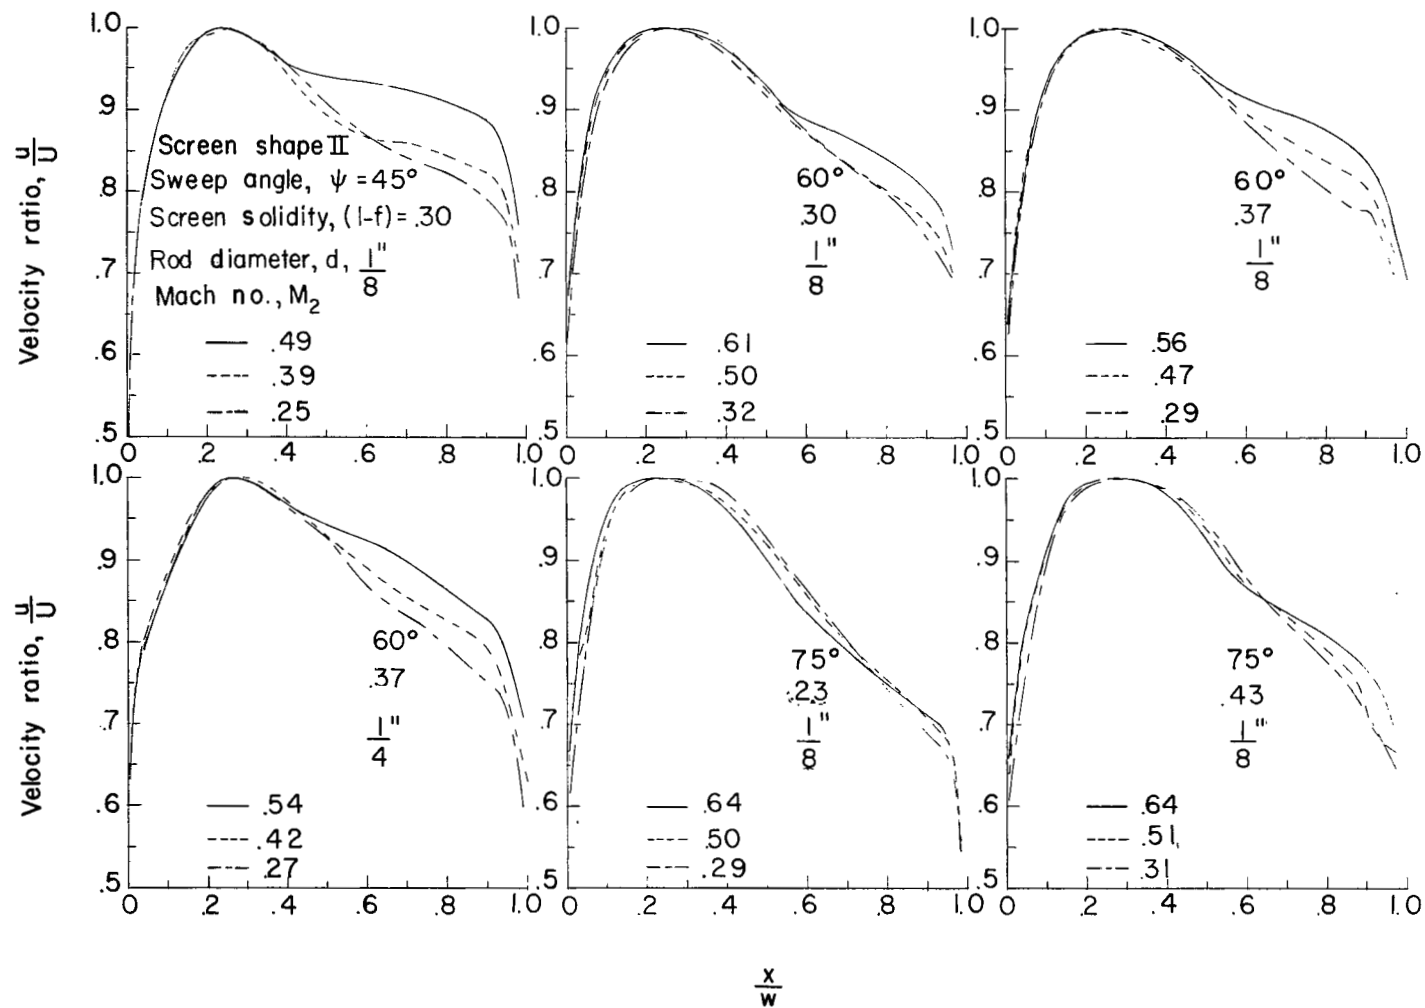 Velocity ratio, u/U
1.0 .9 .8 .7 .6 .5
Screen shape II
Sweep angle, ψ = 45°
Screen solidity, (1-f) = .30
Rod diameter, d, 1"/8
Mach no., M2
.49
.39
.25
0 .2 .4 .6 .8 1.0
1.0 .9 .8 .7 .6 .5
60°
.30
1"/8
.61
.50
.32
0 .2 .4 .6 .8 1.0
1.0 .9 .8 .7 .6 .5
60°
.37
1"/8
.56
.47
.29
0 .2 .4 .6 .8 1.0
Velocity ratio, u/U
1.0 .9 .8 .7 .6 .5
60°
.37
1"/4
.54
.42
.27
0 .2 .4 .6 .8 1.0
1.0 .9 .8 .7 .6 .5
75°
.23
1"/8
.64
.50
.29
0 .2 .4 .6 .8 1.0
1.0 .9 .8 .7 .6 .5
75°
.43
1"/8
.64
.51
.31
0 .2 .4 .6 .8 1.0
x/w